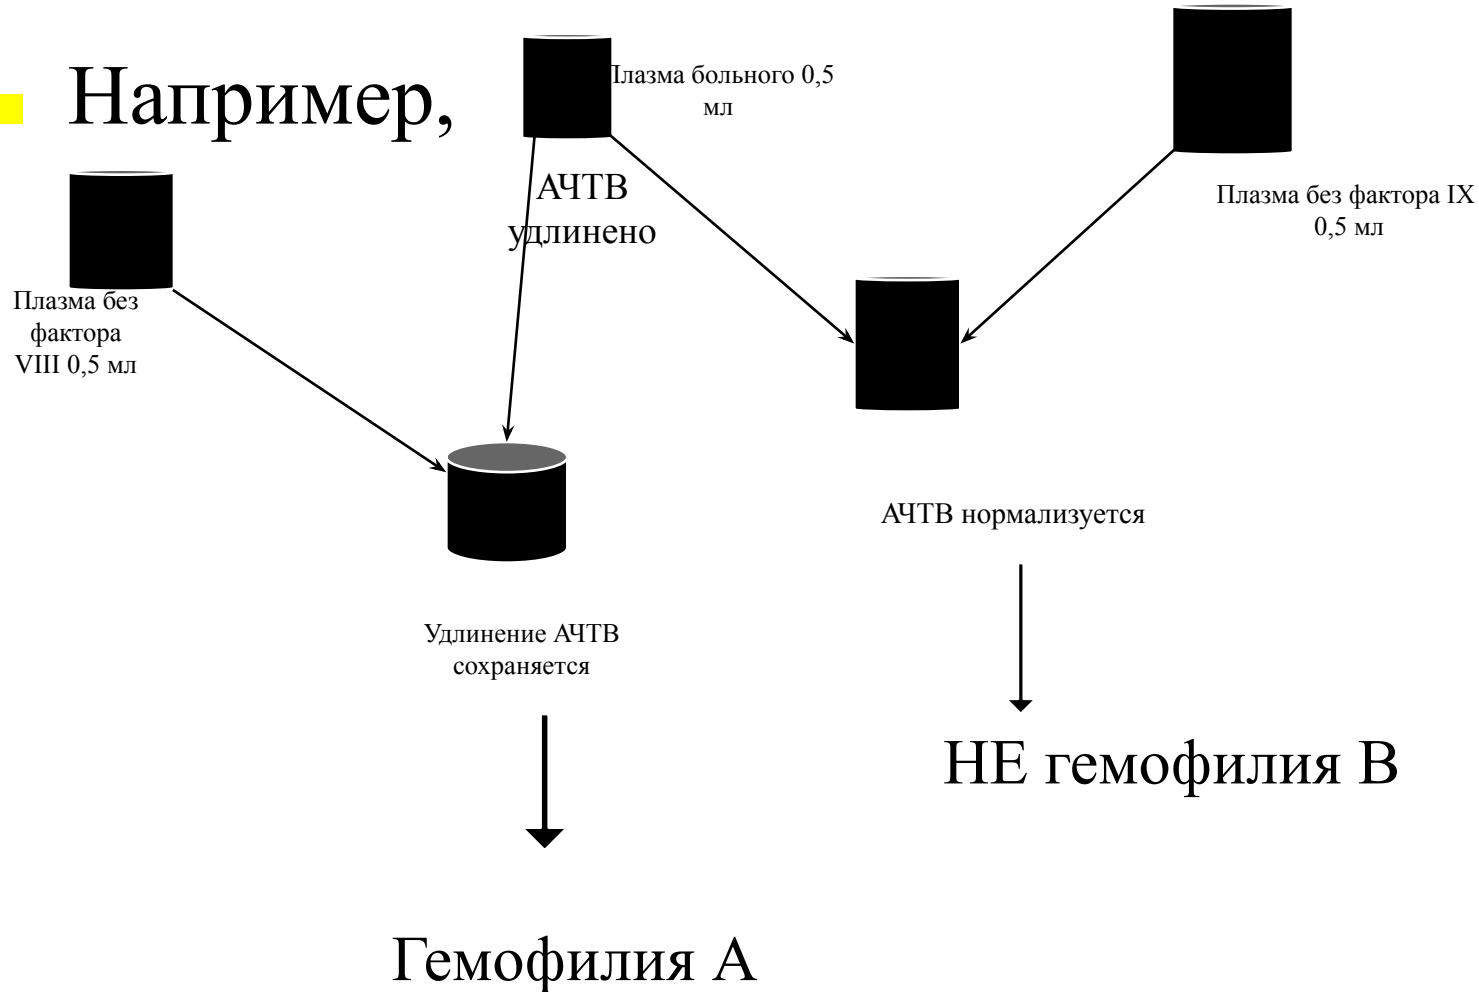 Например,
Плазма больного 0,5
мл
АЧТВ
удлинено
Плазма без
фактора
VIII 0,5 мл
Плазма без фактора IX
0,5 мл
АЧТВ нормализуется
Удлинение АЧТВ
сохраняется
НЕ гемофилия В
Гемофилия А